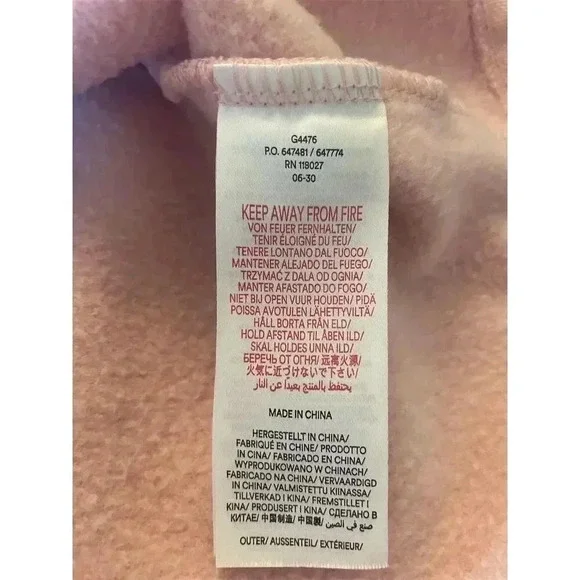 G4476
P.O. 647481 / 647774
RN 118027
06-30
KEEP AWAY FROM FIRE
VON FEUER FERNHALTEN/
TENIR ÉLOIGNÉ DU FEU/
TENERE LONTANO DAL FUOCO/
MANTENER ALEJADO DEL FUEGO/
TRZYMAĆ Z DALA OD OGNIA/
MANTER AFASTADO DO FOGO/
NIET BIJ OPEN VUUR HOUDEN/ PIDÄ
POISSA AVOTULEN LÄHETTYVILTÄ/
HÅLL BORTA FRÅN ELD/
HOLD AFSTAND TIL ÅBEN ILD/
SKAL HOLDES UNNA ILD/
БЕРЕЧЬ ОТ ОГНЯ/ 远离火源/
火気に近づけないで下さい/
يحتفظ بالمنتج بعيدا عن النار
MADE IN CHINA
HERGESTELLT IN CHINA/
FABRIQUÉ EN CHINE/ PRODOTTO
IN CINA/ FABRICADO EN CHINA/
WYPRODUKOWANO W CHINACH/
FABRICADO NA CHINA/ VERVAARDIGD
IN CHINA/ VALMISTETTU KIINASSA/
TILLVERKAD I KINA/ FREMSTILLET I
KINA/ PRODUSERT I KINA/ СДЕЛАНО В
КИТАЕ/ 中国制造/ 中国製/ صنع في الصين
OUTER/ AUSSENTEIL/ EXTÉRIEUR/